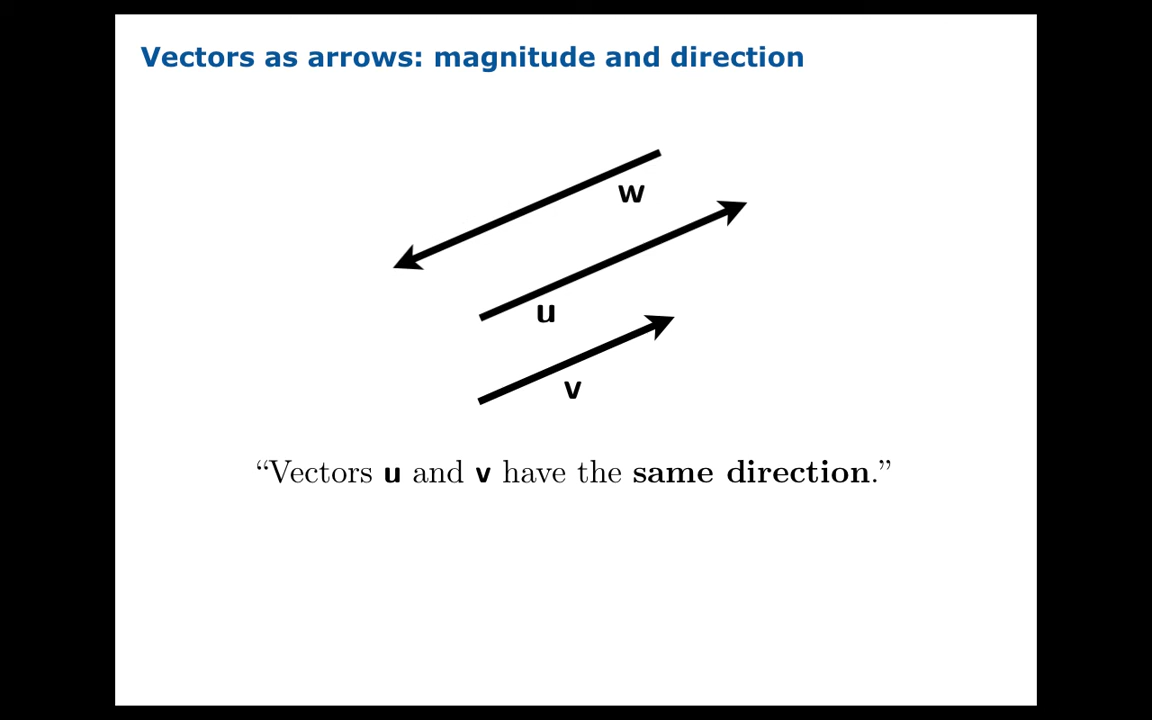 Vectors as arrows: magnitude and direction
w
u
v
“Vectors u and v have the same direction.”